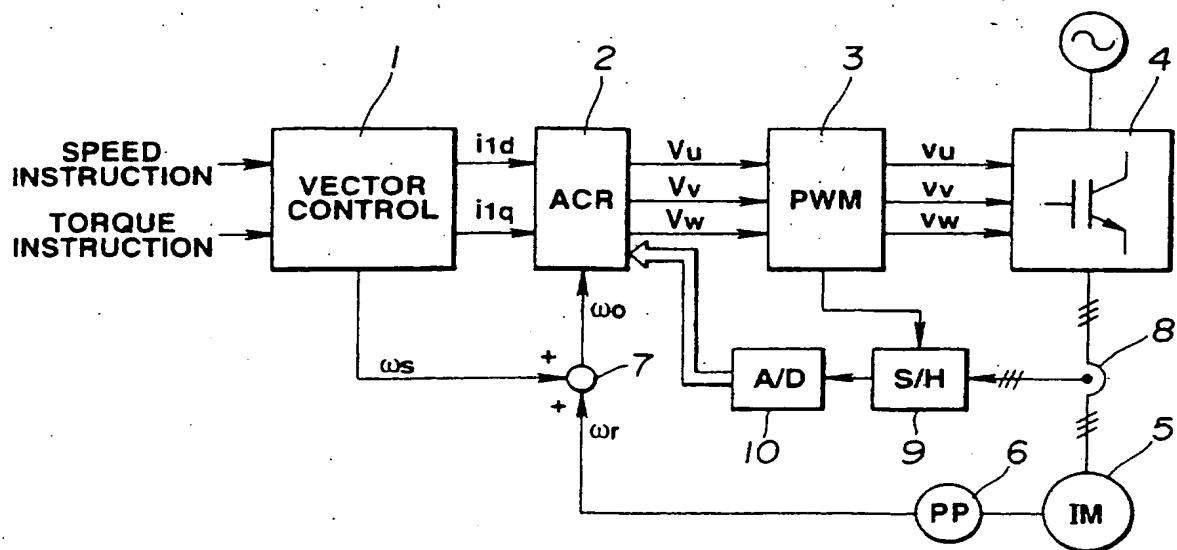 1
2
3
4
SPEED
INSTRUCTION
TORQUE
INSTRUCTION
VECTOR
CONTROL
i1d
i1q
ACR
Vu
Vv
Vw
PWM
vu
vv
vw
ωs
+
+
ωo
7
ωr
A/D
10
S/H
9
8
5
6
PP
IM